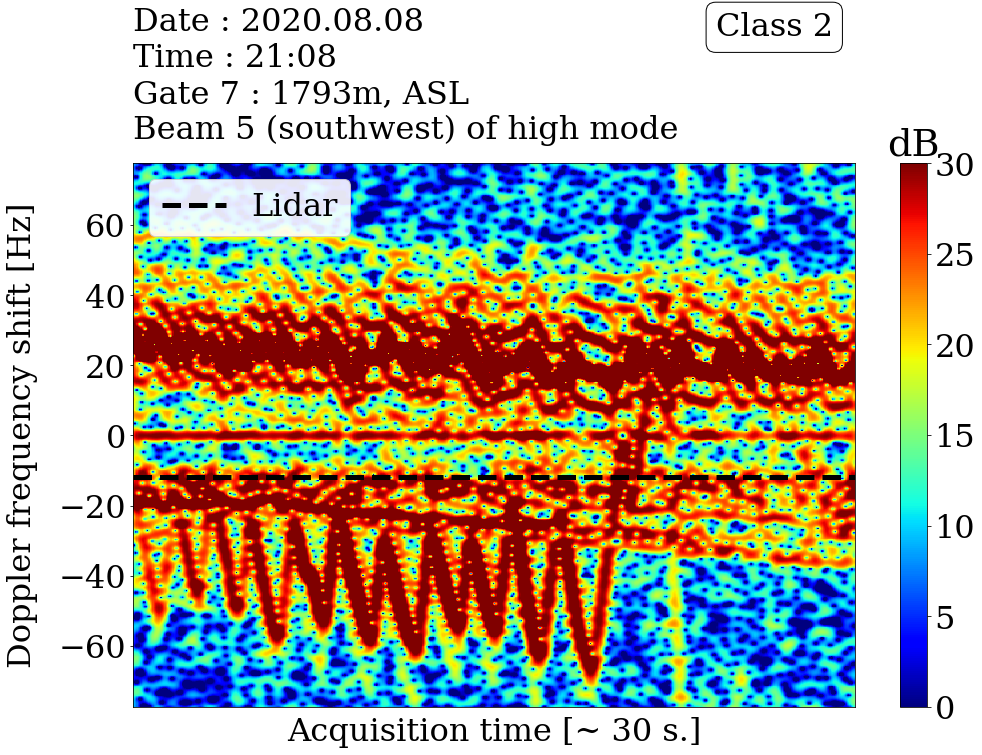 Date : 2020.08.08
Time : 21:08
Gate 7 : 1793m, ASL
Beam 5 (southwest) of high mode
Class 2
dB
Lidar
Doppler frequency shift [Hz]
60
40
20
0
−20
−40
−60
30
25
20
15
10
5
0
Acquisition time [~ 30 s.]